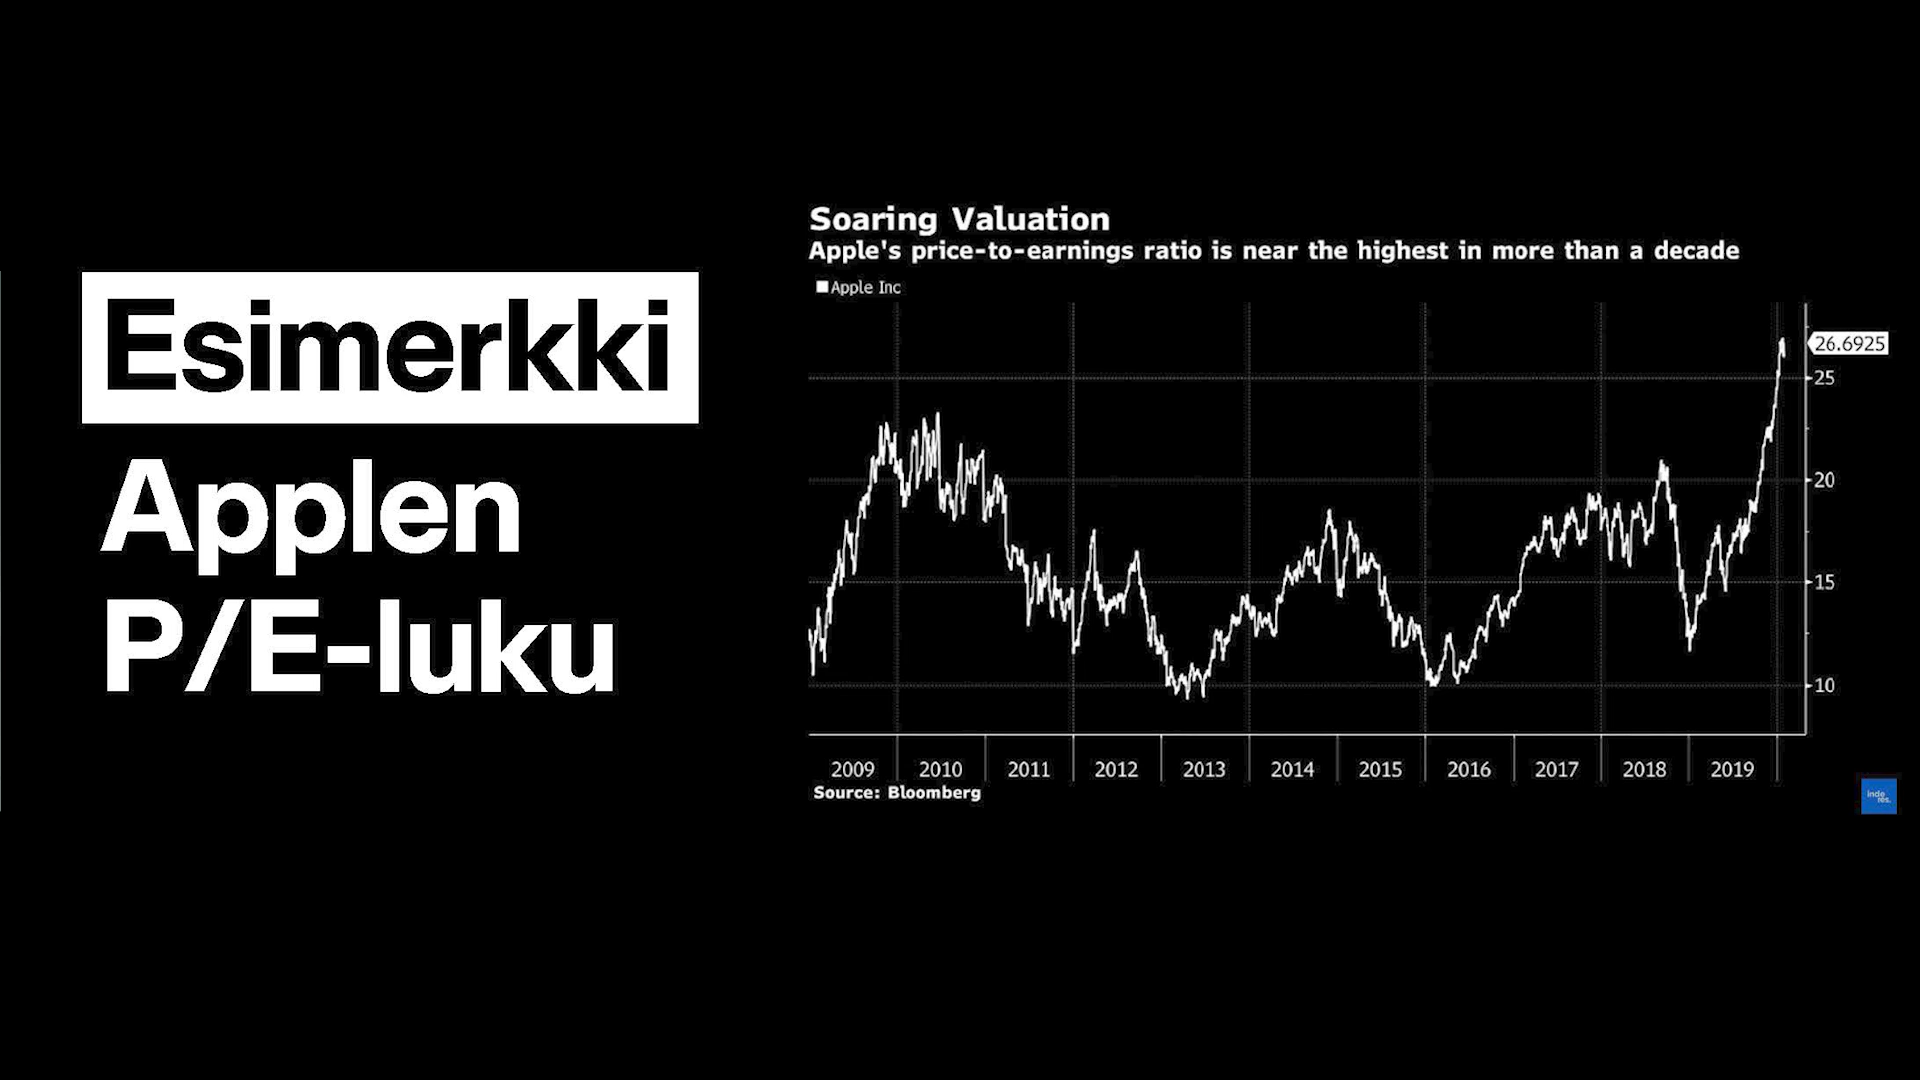 Esimerkki
Applen
P/E-luku
Soaring Valuation
Apple's price-to-earnings ratio is near the highest in more than a decade
Apple Inc
26.6925
25
20
15
10
2009 2010 2011 2012 2013 2014 2015 2016 2017 2018 2019
Source: Bloomberg
inde
res.